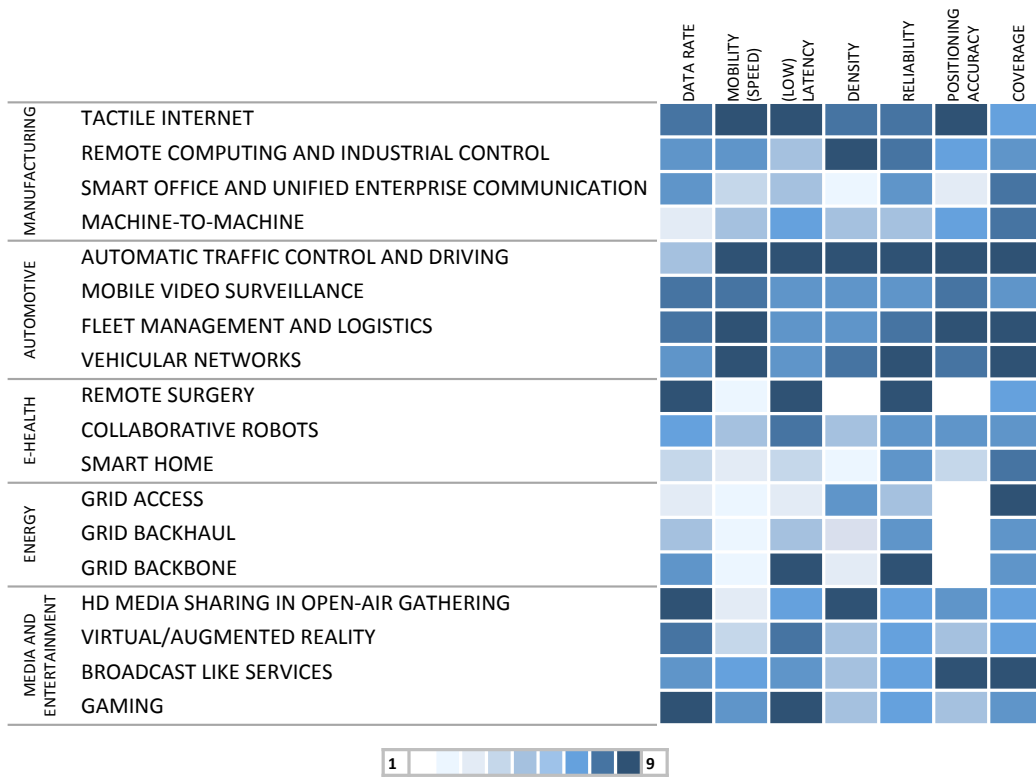 DATA RATE
MOBILITY
(SPEED)
(LOW)
LATENCY
DENSITY
RELIABILITY
POSITIONING
ACCURACY
COVERAGE
MANUFACTURING
TACTILE INTERNET
REMOTE COMPUTING AND INDUSTRIAL CONTROL
SMART OFFICE AND UNIFIED ENTERPRISE COMMUNICATION
MACHINE-TO-MACHINE
AUTOMOTIVE
AUTOMATIC TRAFFIC CONTROL AND DRIVING
MOBILE VIDEO SURVEILLANCE
FLEET MANAGEMENT AND LOGISTICS
VEHICULAR NETWORKS
E-HEALTH
REMOTE SURGERY
COLLABORATIVE ROBOTS
SMART HOME
ENERGY
GRID ACCESS
GRID BACKHAUL
GRID BACKBONE
MEDIA AND
ENTERTAINMENT
HD MEDIA SHARING IN OPEN-AIR GATHERING
VIRTUAL/AUGMENTED REALITY
BROADCAST LIKE SERVICES
GAMING
1 9